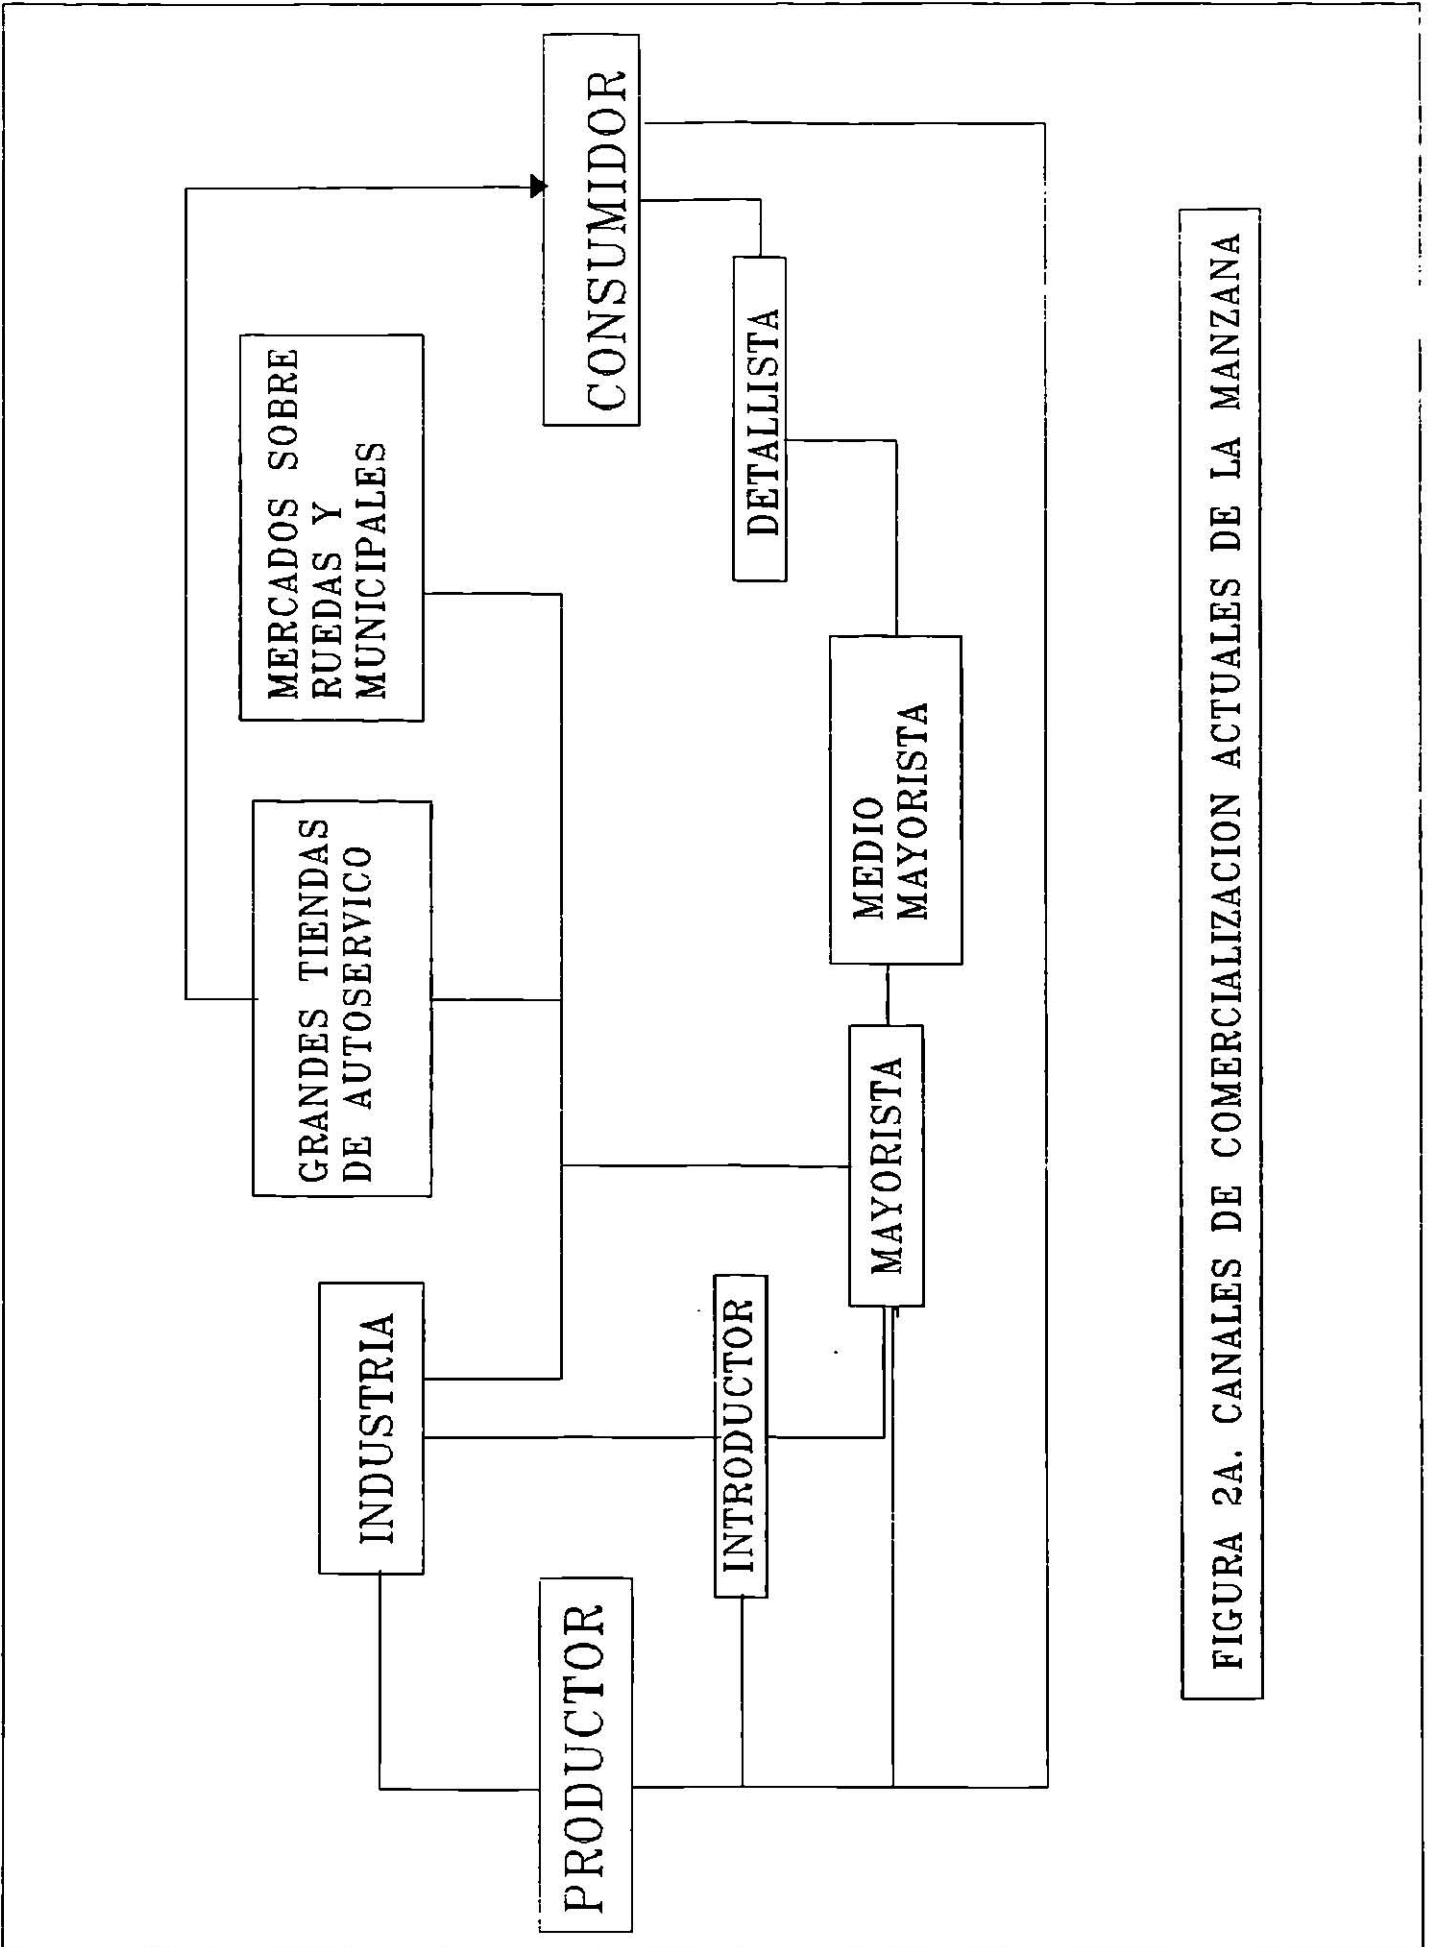 MERCADOS SOBRE
RUEDAS Y
MUNICIPALES
GRANDES TIENDAS
DE AUTOSERVICO
INDUSTRIA
CONSUMIDOR
PRODUCTOR
DETALLISTA
INTRODUCTOR
MEDIO
MAYORISTA
MAYORISTA
FIGURA 2A. CANALES DE COMERCIALIZACION ACTUALES DE LA MANZANA